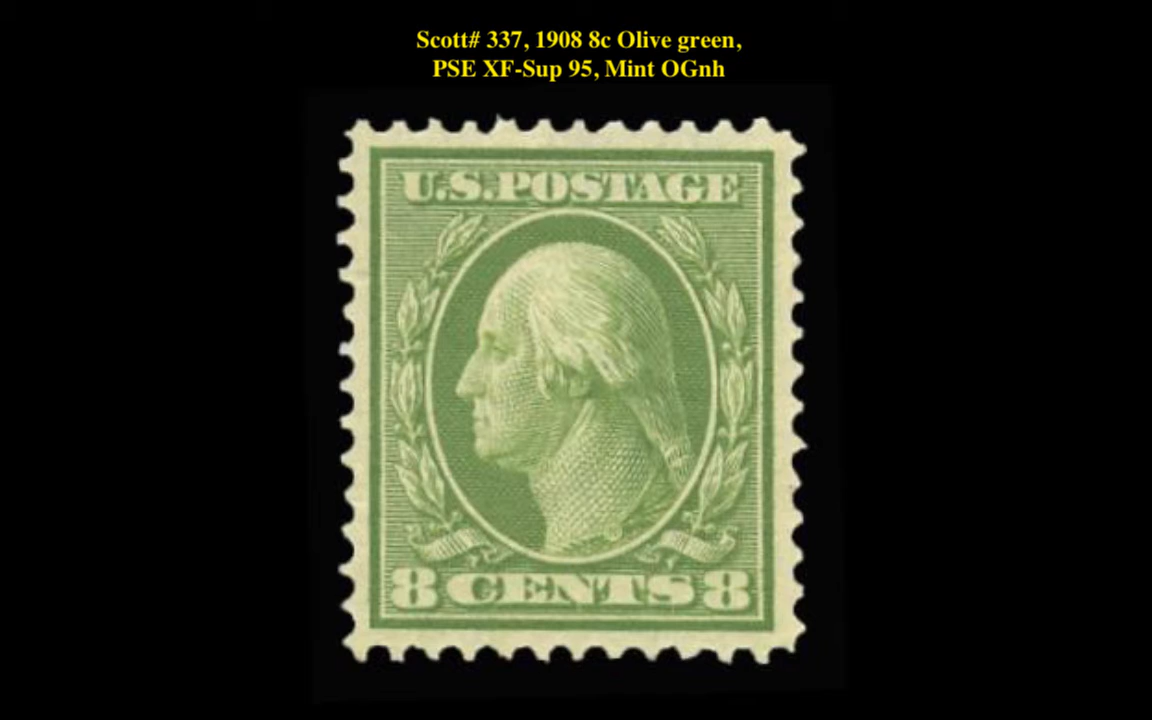 Scott# 337, 1908 8c Olive green,
PSE XF-Sup 95, Mint OGnh
U.S.POSTAGE
8 CENTS 8